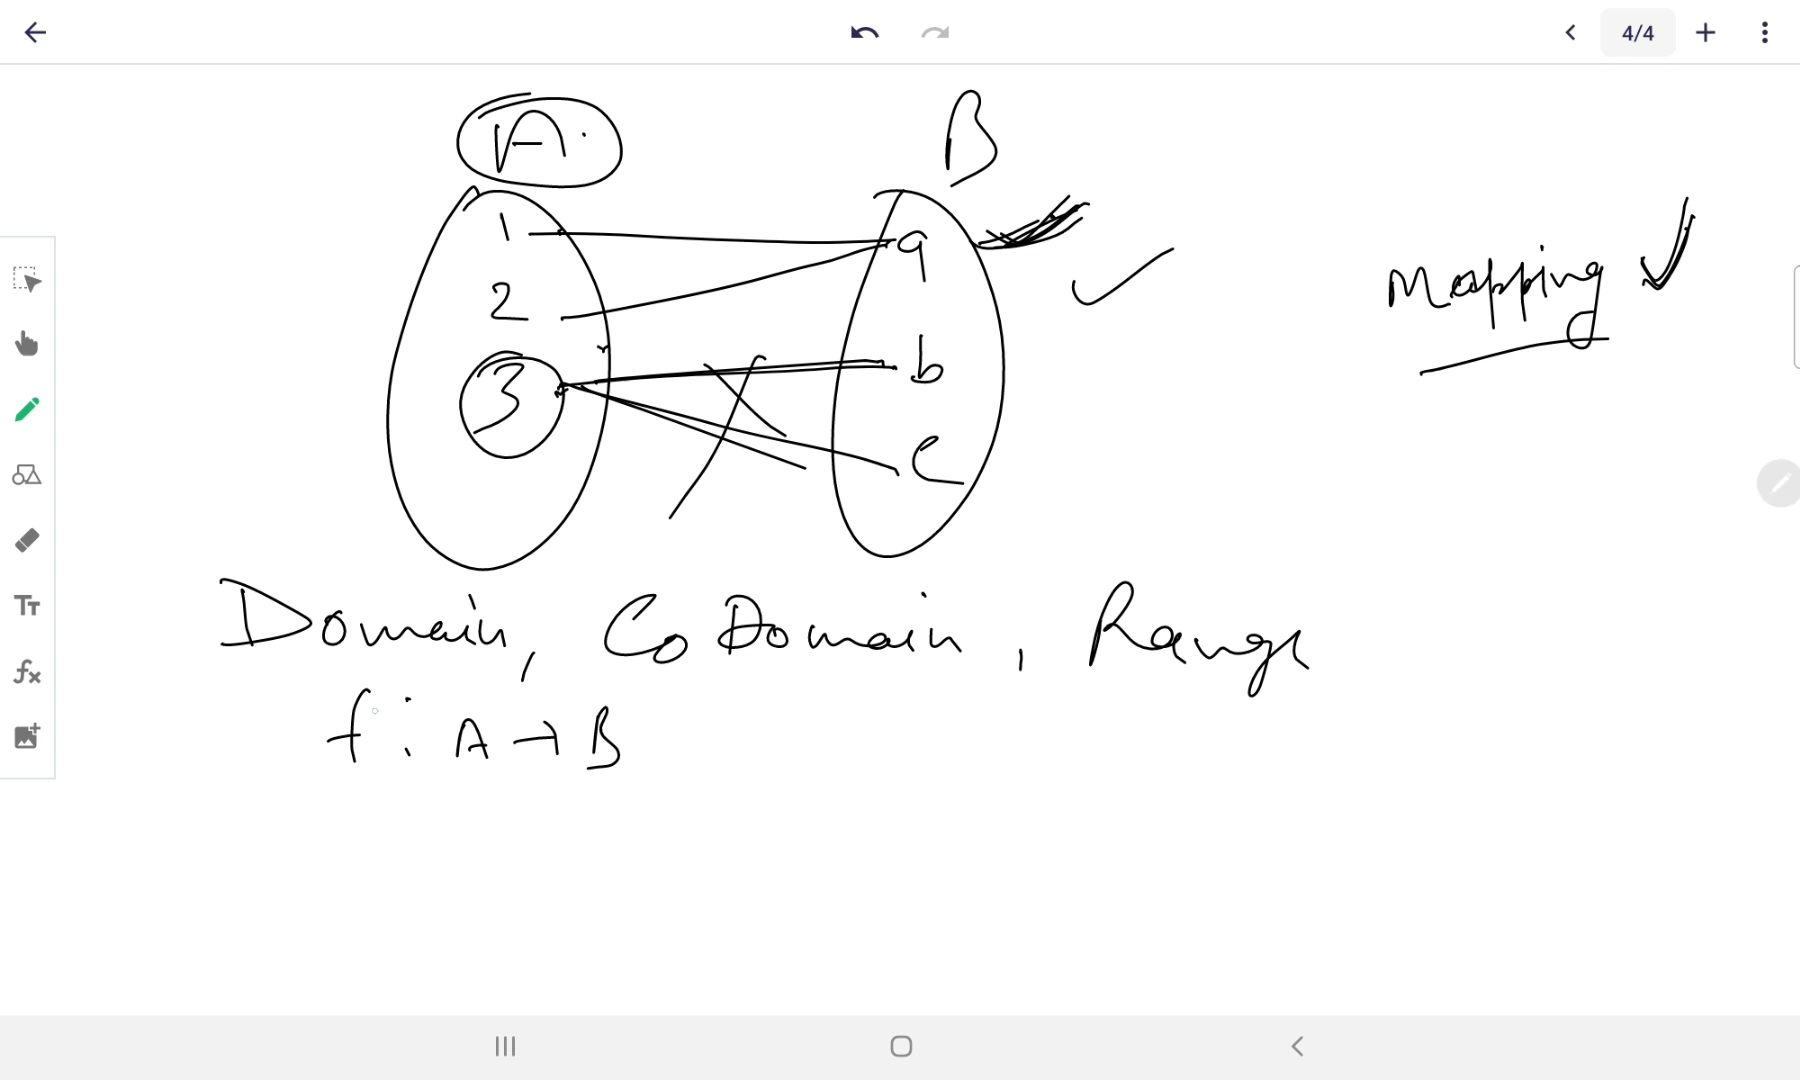 4/4
A B
1 a
2
3 b
c
Mapping
Domain, CoDomain, Range
f: A → B